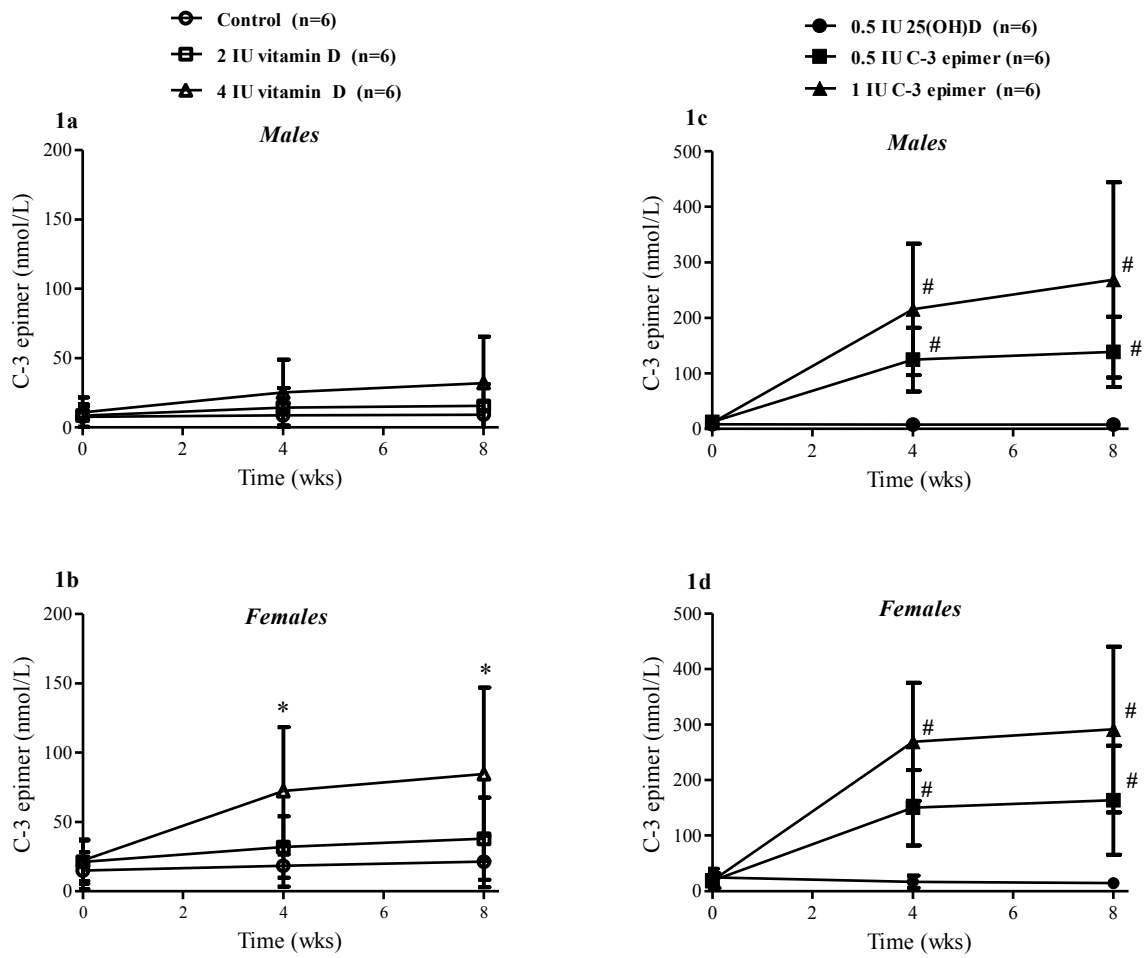 Control (n=6)
2 IU vitamin D (n=6)
4 IU vitamin D (n=6)
1a
Males
200
150
100
50
0
C-3 epimer (nmol/L)
0 2 4 6 8
Time (wks)
0.5 IU 25(OH)D (n=6)
0.5 IU C-3 epimer (n=6)
1 IU C-3 epimer (n=6)
1c
Males
500
400
300
200
100
0
C-3 epimer (nmol/L)
# #
# #
0 2 4 6 8
Time (wks)
1b
Females
200
150
100
50
0
C-3 epimer (nmol/L)
* *
0 2 4 6 8
Time (wks)
1d
Females
500
400
300
200
100
0
C-3 epimer (nmol/L)
# #
# #
0 2 4 6 8
Time (wks)